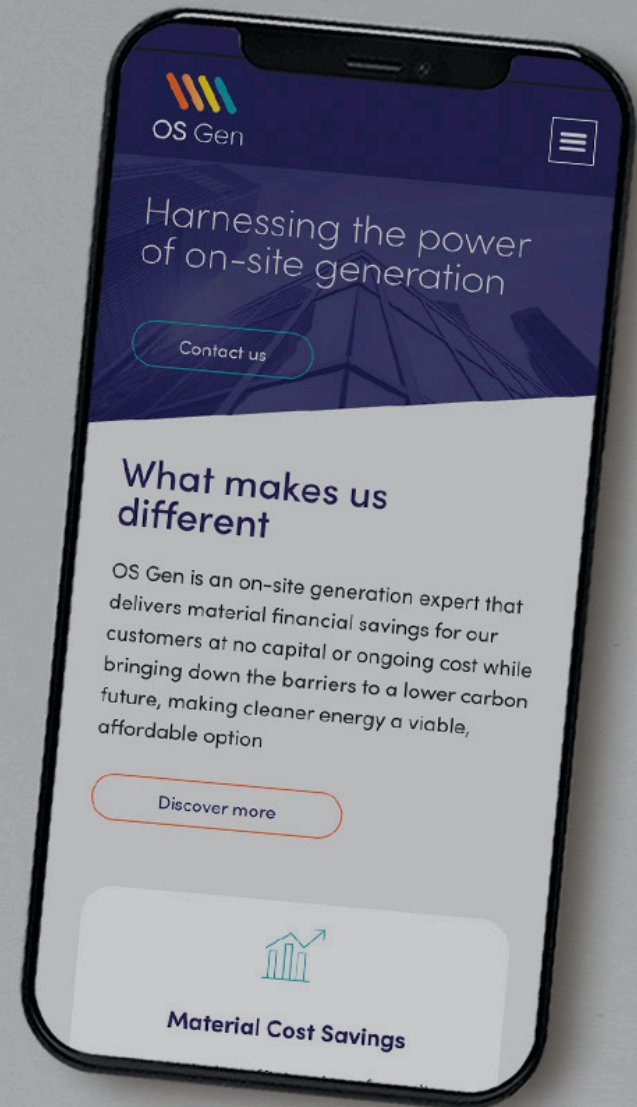 OS Gen
Harnessing the power
of on-site generation
Contact us
What makes us
different
OS Gen is an on-site generation expert that
delivers material financial savings for our
customers at no capital or ongoing cost while
bringing down the barriers to a lower carbon
future, making cleaner energy a viable,
affordable option
Discover more
Material Cost Savings